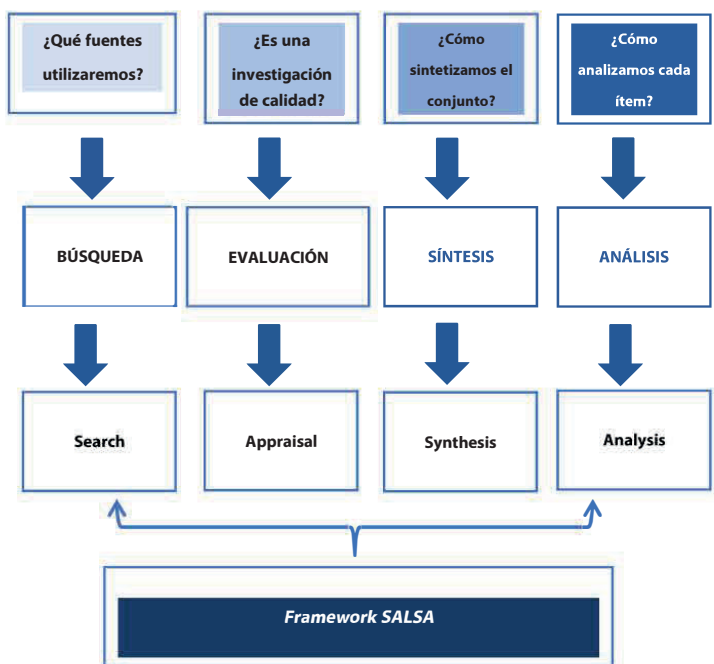 ¿Qué fuentes
utilizaremos?
¿Es una
investigación
de calidad?
¿Cómo
sintetizamos el
conjunto?
¿Cómo
analizamos cada
ítem?
BÚSQUEDA
EVALUACIÓN
SÍNTESIS
ANÁLISIS
Search
Appraisal
Synthesis
Analysis
Framework SALSA